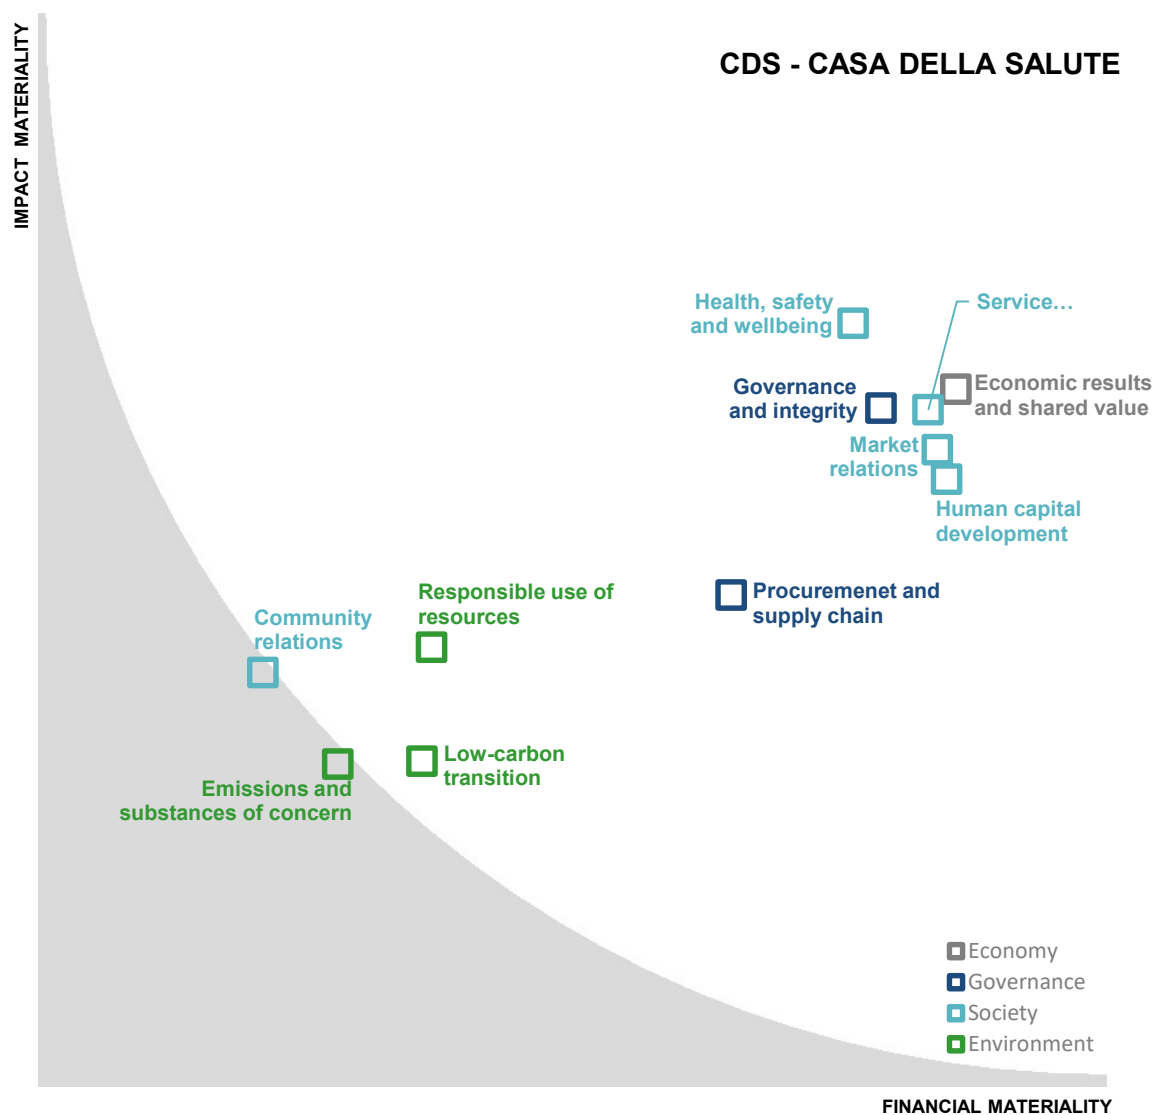 IMPACT MATERIALITY
CDS - CASA DELLA SALUTE
Health, safety
and wellbeing
Service…
Governance
and integrity
Economic results
and shared value
Market
relations
Human capital
development
Responsible use of
resources
Procuremenet and
supply chain
Community
relations
Low-carbon
transition
Emissions and
substances of concern
Economy
Governance
Society
Environment
FINANCIAL MATERIALITY